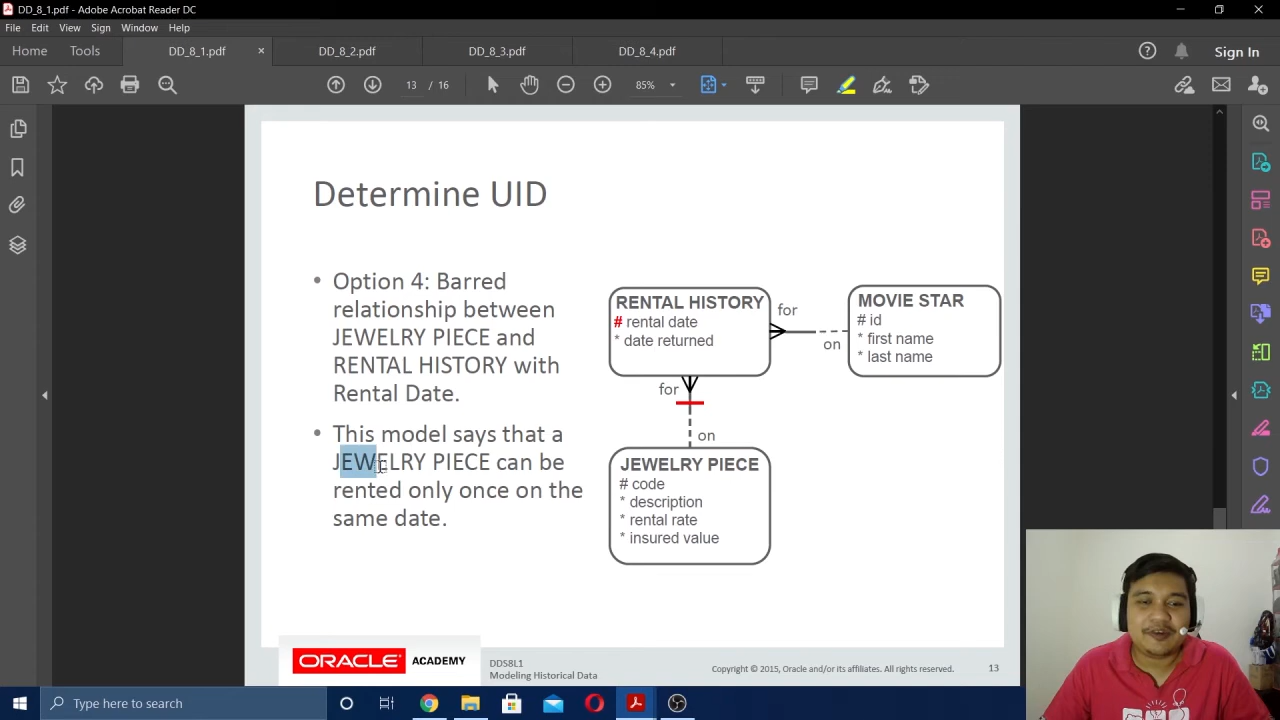 DD_8_1.pdf - Adobe Acrobat Reader DC
File Edit View Sign Window Help
Home Tools DD_8_1.pdf × DD_8_2.pdf DD_8_3.pdf DD_8_4.pdf Sign In
13 / 16 85%
Determine UID
• Option 4: Barred
relationship between
JEWELRY PIECE and
RENTAL HISTORY with
Rental Date.
• This model says that a
JEWELRY PIECE can be
rented only once on the
same date.
RENTAL HISTORY
# rental date
* date returned
for
on
MOVIE STAR
# id
* first name
* last name
for
on
JEWELRY PIECE
# code
* description
* rental rate
* insured value
ORACLE ACADEMY
DDS8L1
Modeling Historical Data
Copyright © 2015, Oracle and/or its affiliates. All rights reserved.
13
Type here to search